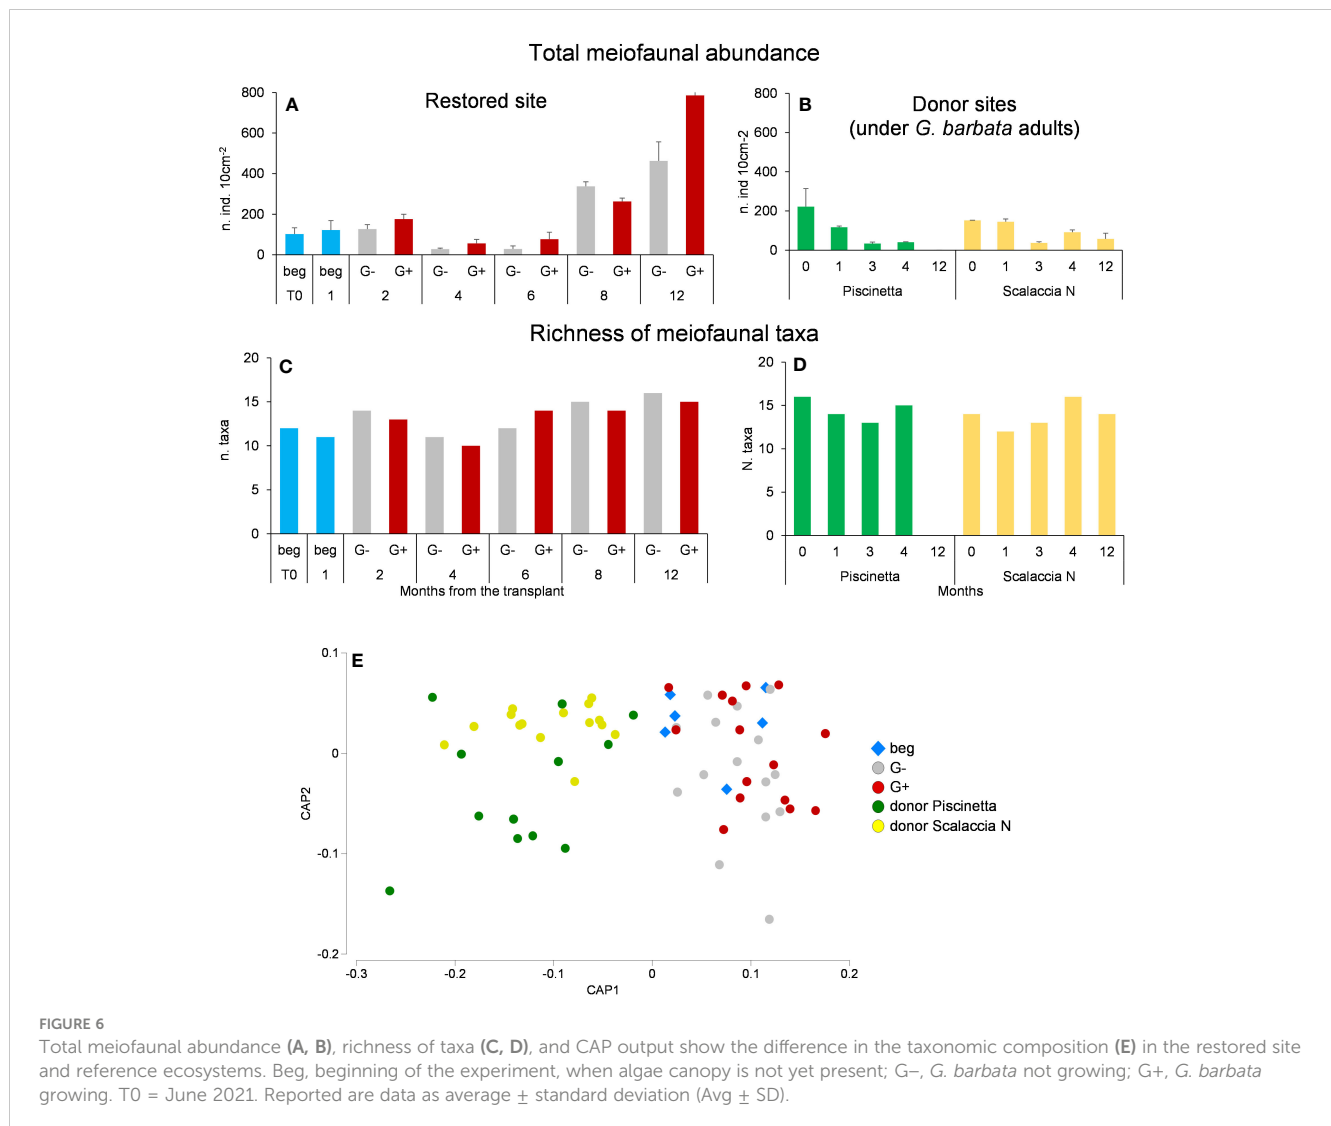 Total meiofaunal abundance
A
Restored site
800
600
400
200
0
n. ind. 10cm-2
beg beg G- G+ G- G+ G- G+ G- G+ G- G+
T0 1 2 4 6 8 12
B
Donor sites
(under G. barbata adults)
800
600
400
200
0
n. ind 10cm-2
0 1 3 4 12 0 1 3 4 12
Piscinetta Scalaccia N
Richness of meiofaunal taxa
C
20
15
10
5
0
n. taxa
beg beg G- G+ G- G+ G- G+ G- G+ G- G+
T0 1 2 4 6 8 12
Months from the transplant
D
20
15
10
5
0
N. taxa
0 1 3 4 12 0 1 3 4 12
Piscinetta Scalaccia N
Months
E
0.1
0
-0.1
-0.2
CAP2
-0.3 -0.2 -0.1 0 0.1 0.2
CAP1
beg
G-
G+
donor Piscinetta
donor Scalaccia N
FIGURE 6
Total meiofaunal abundance (A, B), richness of taxa (C, D), and CAP output show the difference in the taxonomic composition (E) in the restored site
and reference ecosystems. Beg, beginning of the experiment, when algae canopy is not yet present; G–, G. barbata not growing; G+, G. barbata
growing. T0 = June 2021. Reported are data as average ± standard deviation (Avg ± SD).